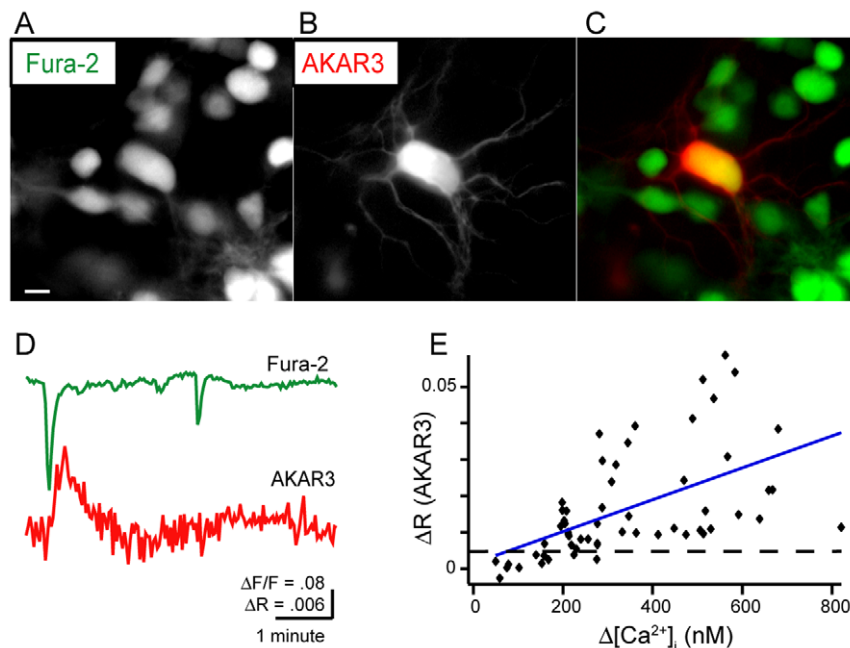 A
Fura-2
B
AKAR3
C
D
Fura-2
AKAR3
ΔF/F = .08
ΔR = .006
1 minute
E
ΔR (AKAR3)
0.05
0
0
200
400
600
800
Δ[Ca²⁺]ᵢ (nM)